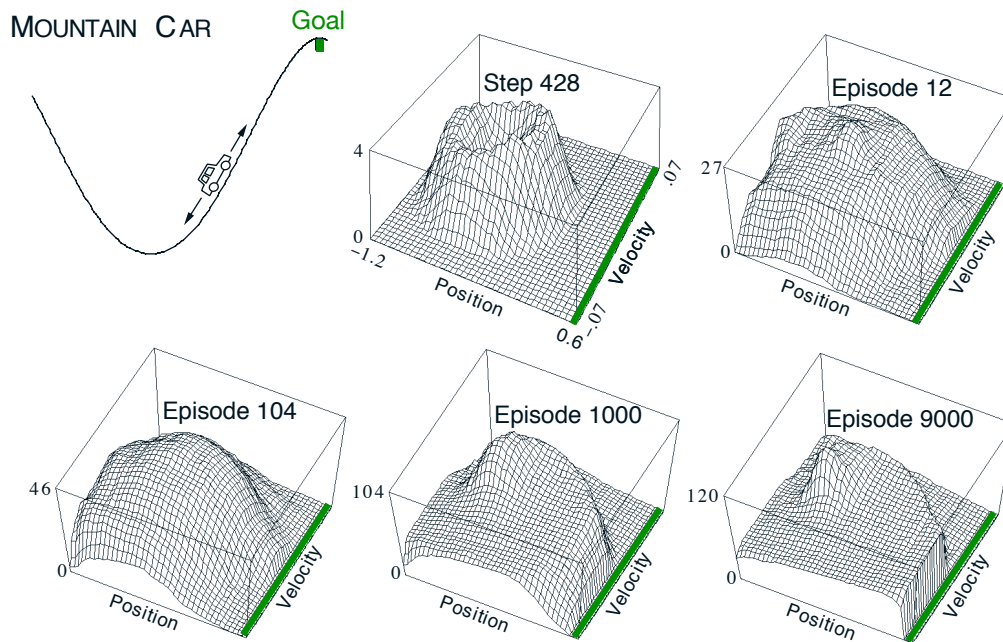 MOUNTAIN CAR
Goal
Step 428
4
0
−1.2
Position
0.6
−.07
Velocity
.07
Episode 12
27
0
Position
Velocity
Episode 104
46
0
Position
Velocity
Episode 1000
104
0
Position
Velocity
Episode 9000
120
0
Position
Velocity